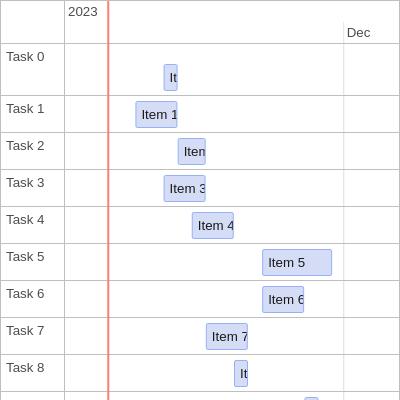 2023
Dec
Task 0
It
Task 1
Item 1
Task 2
Item
Task 3
Item 3
Task 4
Item 4
Task 5
Item 5
Task 6
Item 6
Task 7
Item 7
Task 8
It